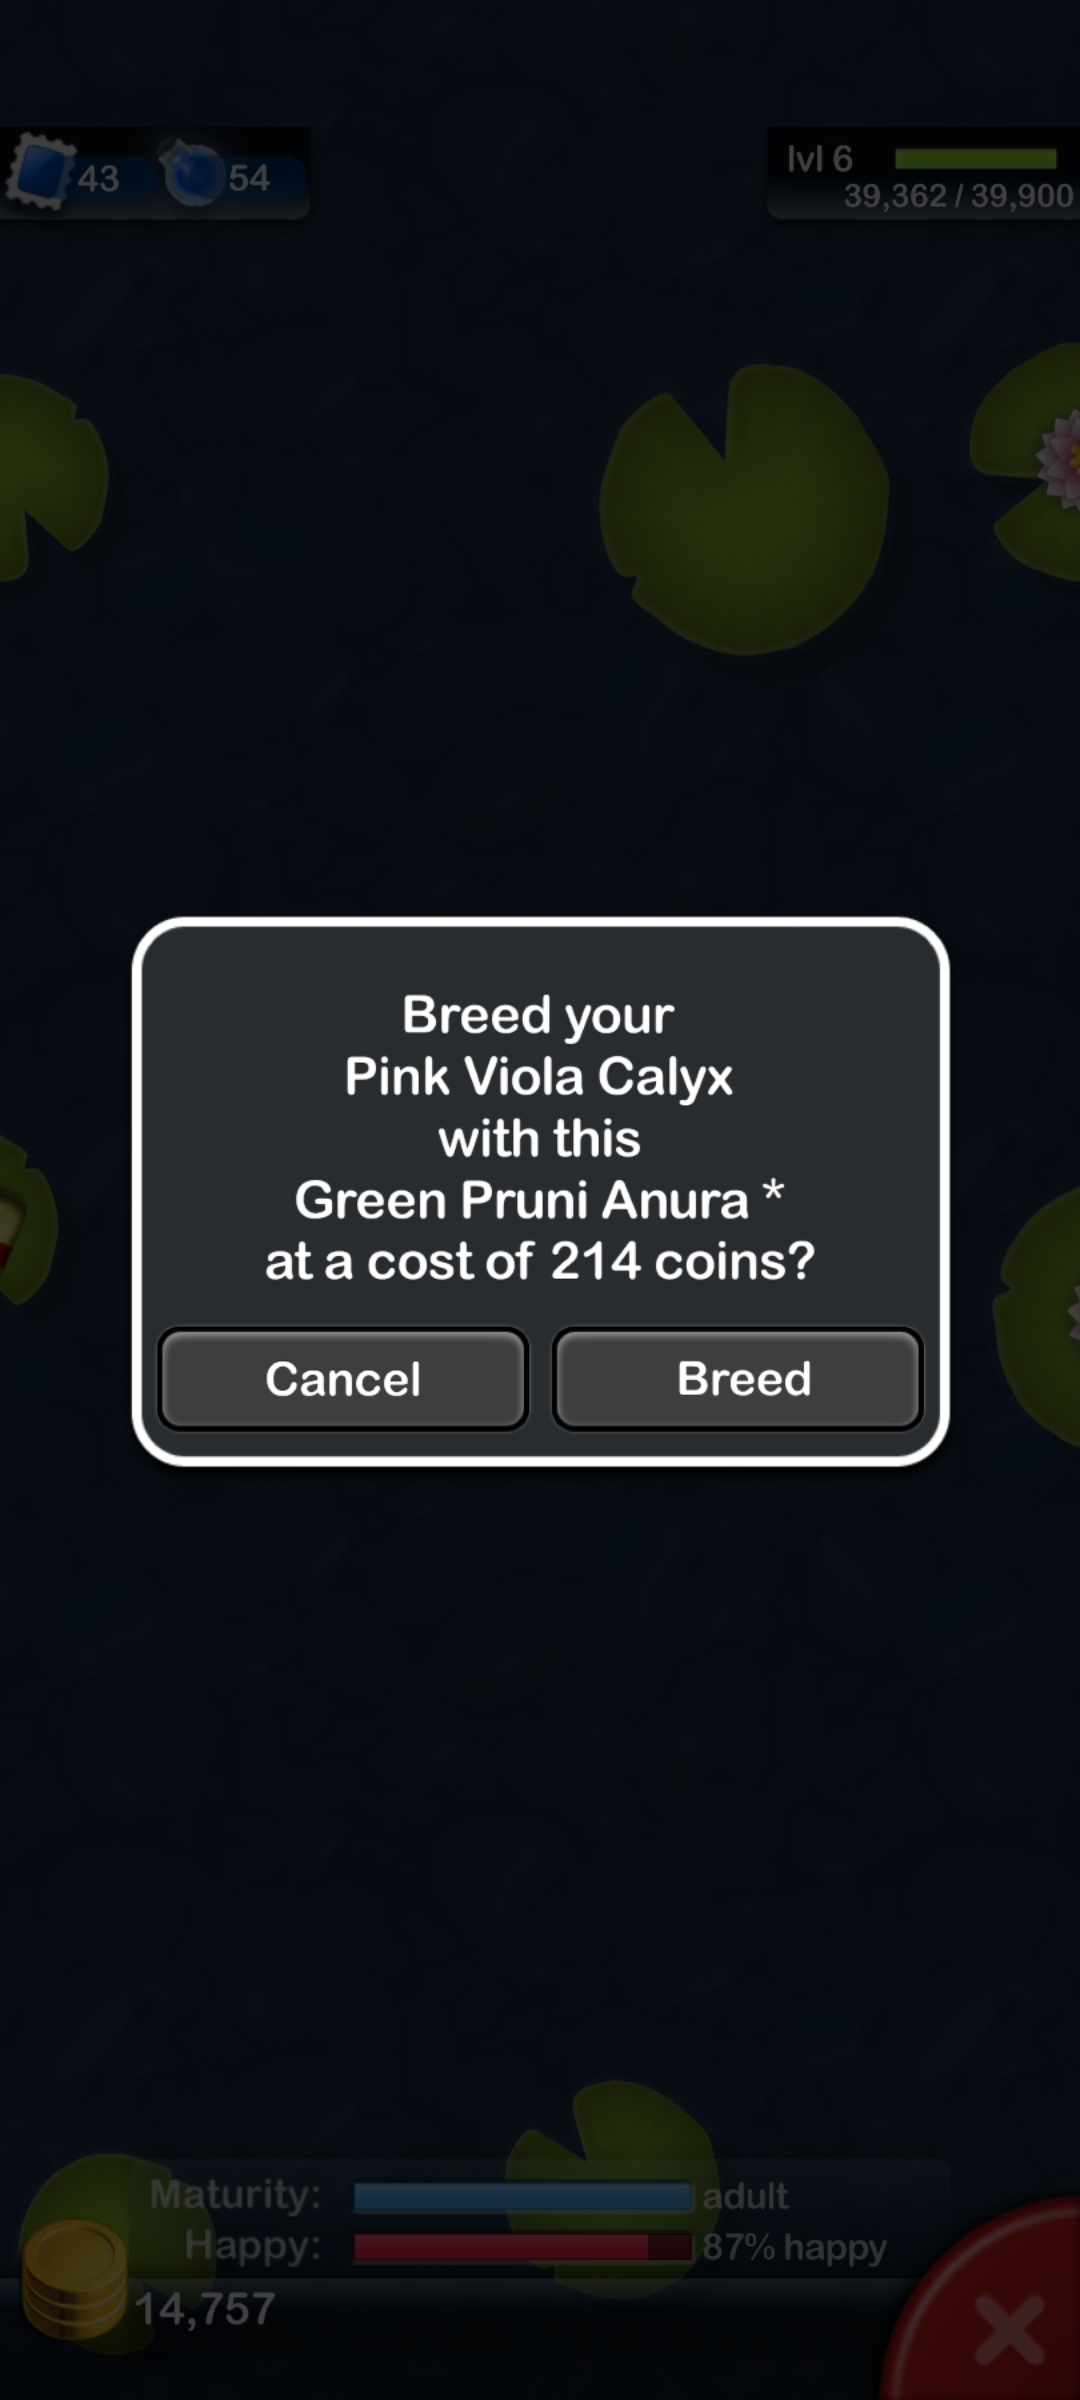 43
54
lvl 6
39,362 / 39,900
Breed your
Pink Viola Calyx
with this
Green Pruni Anura *
at a cost of 214 coins?
Cancel
Breed
Maturity: adult
Happy: 87% happy
14,757